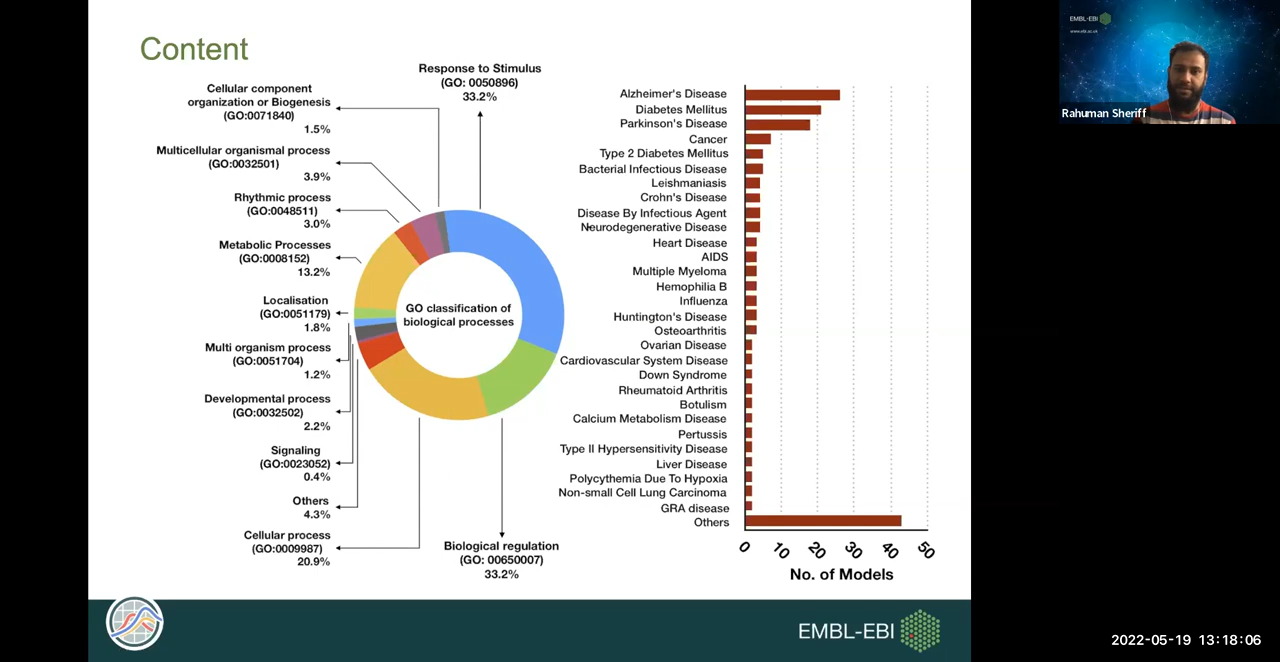 Content
Response to Stimulus
(GO: 0050896)
33.2%
Cellular component
organization or Biogenesis
(GO:0071840)
1.5%
Multicellular organismal process
(GO:0032501)
3.9%
Rhythmic process
(GO:0048511)
3.0%
Metabolic Processes
(GO:0008152)
13.2%
Localisation
(GO:0051179)
1.8%
Multi organism process
(GO:0051704)
1.2%
Developmental process
(GO:0032502)
2.2%
Signaling
(GO:0023052)
0.4%
Others
4.3%
Cellular process
(GO:0009987)
20.9%
GO classification of
biological processes
Biological regulation
(GO: 00650007)
33.2%
Alzheimer's Disease
Diabetes Mellitus
Parkinson's Disease
Cancer
Type 2 Diabetes Mellitus
Bacterial Infectious Disease
Leishmaniasis
Crohn's Disease
Disease By Infectious Agent
Neurodegenerative Disease
Heart Disease
AIDS
Multiple Myeloma
Hemophilia B
Influenza
Huntington's Disease
Osteoarthritis
Ovarian Disease
Cardiovascular System Disease
Down Syndrome
Rheumatoid Arthritis
Botulism
Calcium Metabolism Disease
Pertussis
Type II Hypersensitivity Disease
Liver Disease
Polycythemia Due To Hypoxia
Non-small Cell Lung Carcinoma
GRA disease
Others
0 10 20 30 40 50
No. of Models
EMBL-EBI
EMBL-EBI
www.ebi.ac.uk
Rahuman Sheriff
2022-05-19 13:18:06